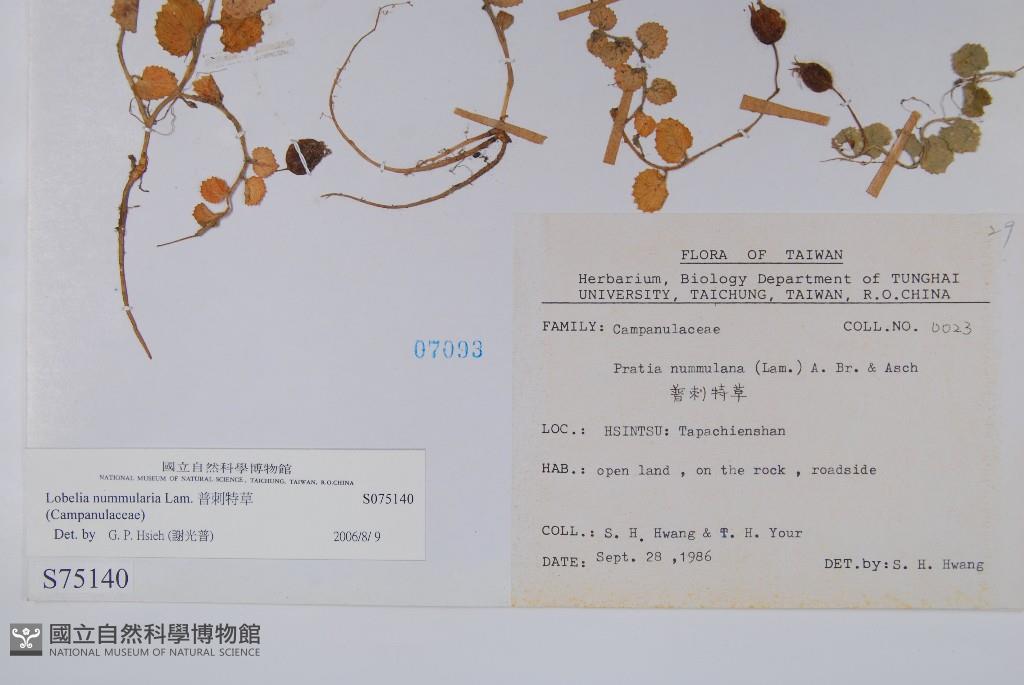 29
FLORA OF TAIWAN
Herbarium, Biology Department of TUNGHAI
UNIVERSITY, TAICHUNG, TAIWAN, R.O.CHINA
FAMILY: Campanulaceae COLL.NO. 0023
Pratia nummulana (Lam.) A. Br. & Asch
普刺特草
LOC.: HSINTSU: Tapachienshan
HAB.: open land , on the rock , roadside
COLL.: S. H. Hwang & T. H. Your
DATE: Sept. 28 ,1986 DET.by: S. H. Hwang
07093
國立自然科學博物館
NATIONAL MUSEUM OF NATURAL SCIENCE, TAICHUNG, TAIWAN, R.O.CHINA
Lobelia nummularia Lam. 普刺特草 S075140
(Campanulaceae)
Det. by G. P. Hsieh (謝光普) 2006/8/ 9
S75140
國立自然科學博物館
NATIONAL MUSEUM OF NATURAL SCIENCE